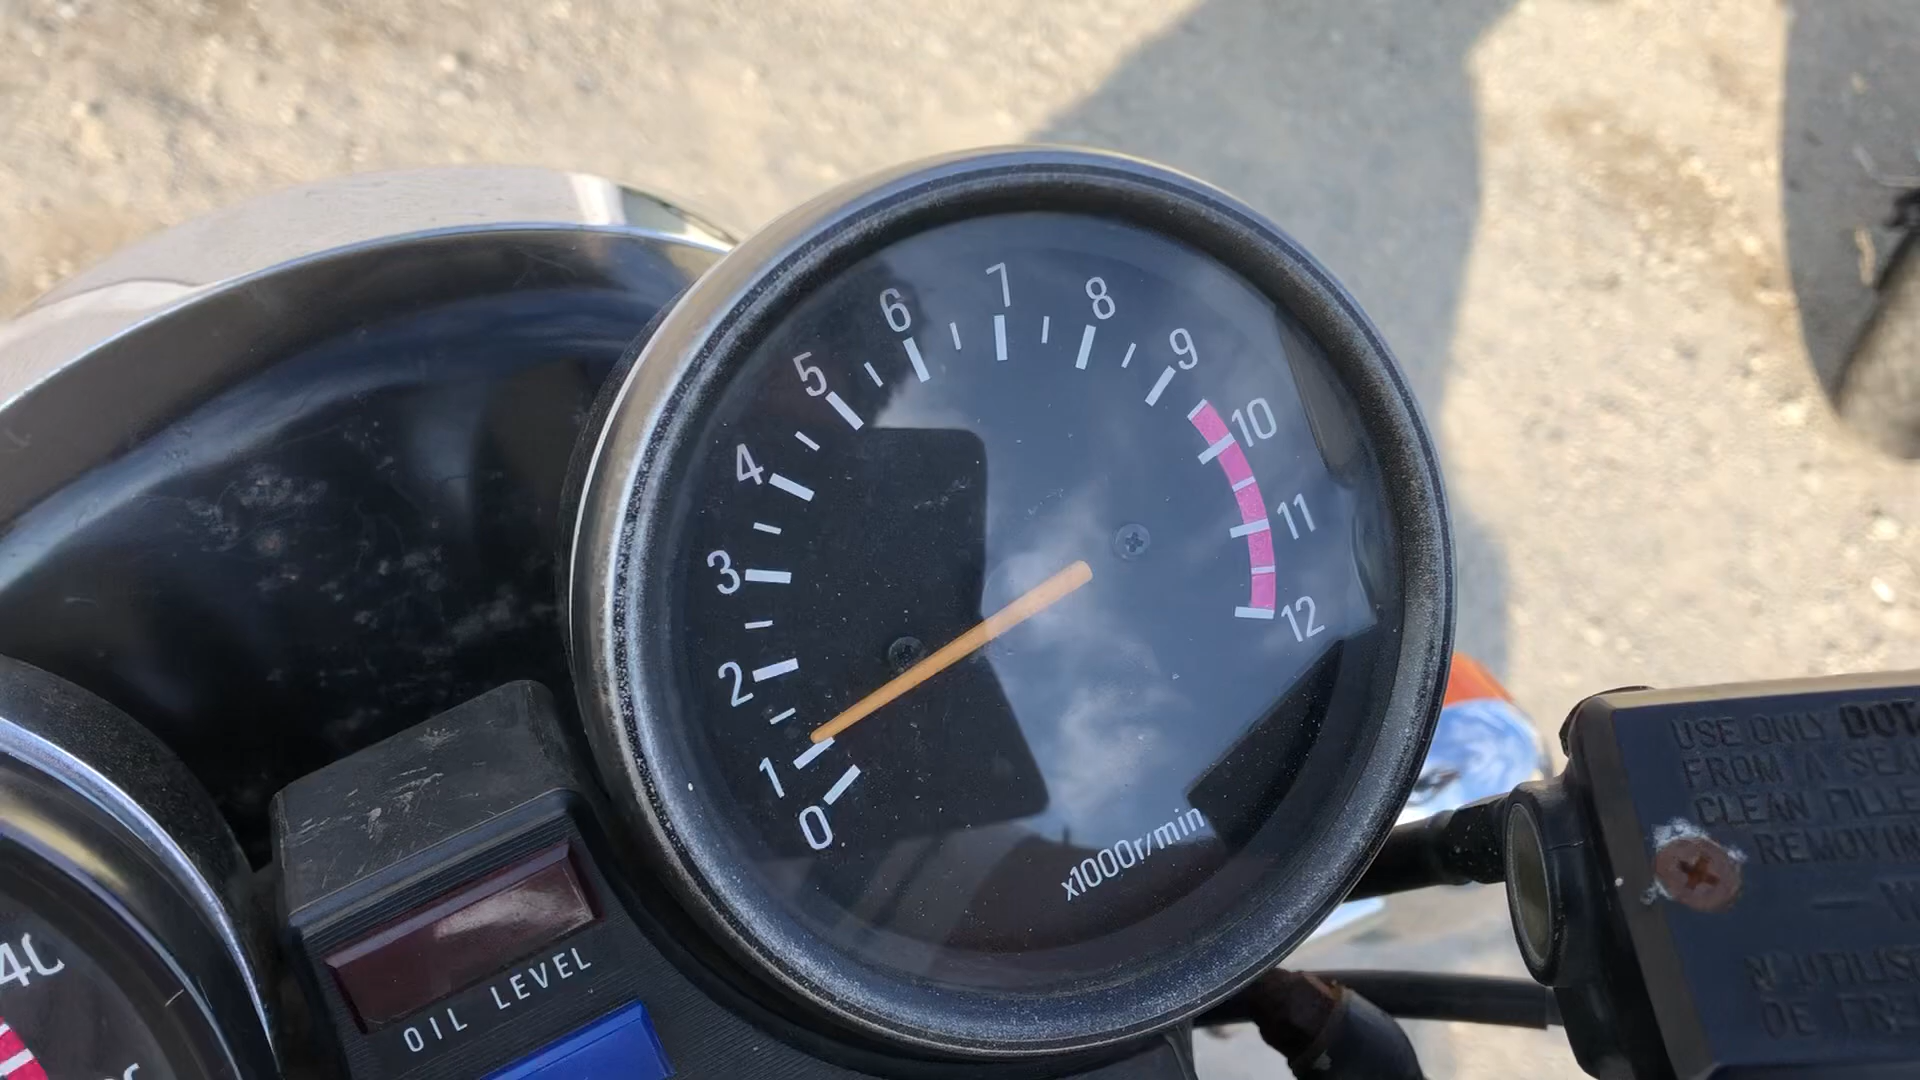 0
1
2
3
4
5
6
7
8
9
10
11
12
x1000r/min
OIL LEVEL
USE ONLY DOT
FROM A SEA
CLEAN FILLE
REMOVIN
N'UTILIS
DE FR